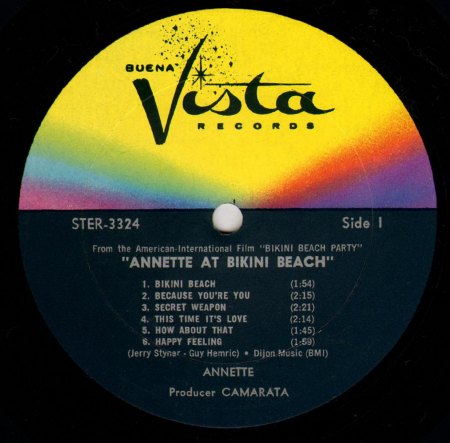 BUENA
Vista
RECORDS
STER-3324 Side 1
From the American-International Film "BIKINI BEACH PARTY"
"ANNETTE AT BIKINI BEACH"
1. BIKINI BEACH (1:54)
2. BECAUSE YOU'RE YOU (2:15)
3. SECRET WEAPON (2:21)
4. THIS TIME IT'S LOVE (2:14)
5. HOW ABOUT THAT (1:45)
6. HAPPY FEELING (1:59)
(Jerry Stynar - Guy Hemric) • Dijon Music (BMI)
ANNETTE
Producer CAMARATA